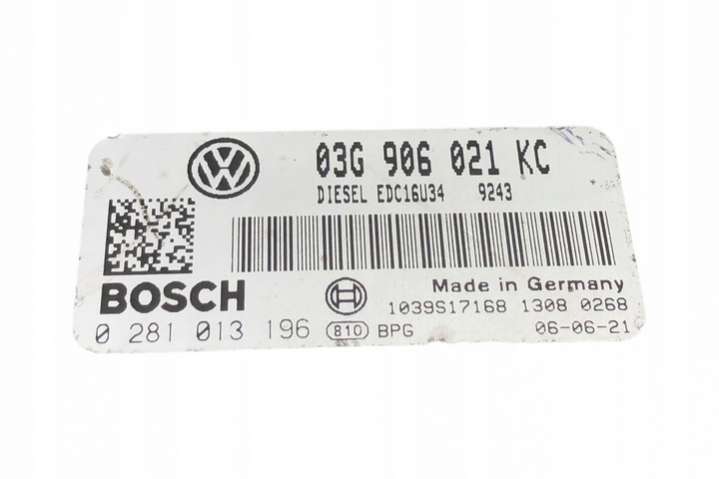 03G 906 021 KC
DIESEL EDC16U34 9243
BOSCH
Made in Germany
1039S17168 1308 0268
0 281 013 196 810 BPG 06-06-21